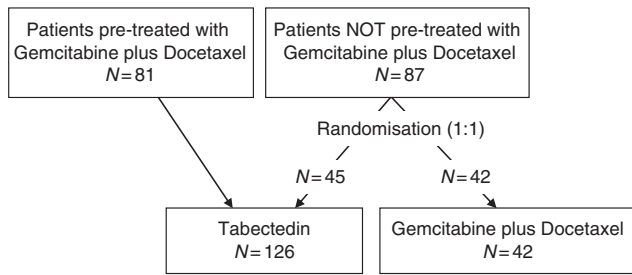 Patients pre-treated with
Gemcitabine plus Docetaxel
N=81
Patients NOT pre-treated with
Gemcitabine plus Docetaxel
N=87
Randomisation (1:1)
N=45
N=42
Tabectedin
N=126
Gemcitabine plus Docetaxel
N=42